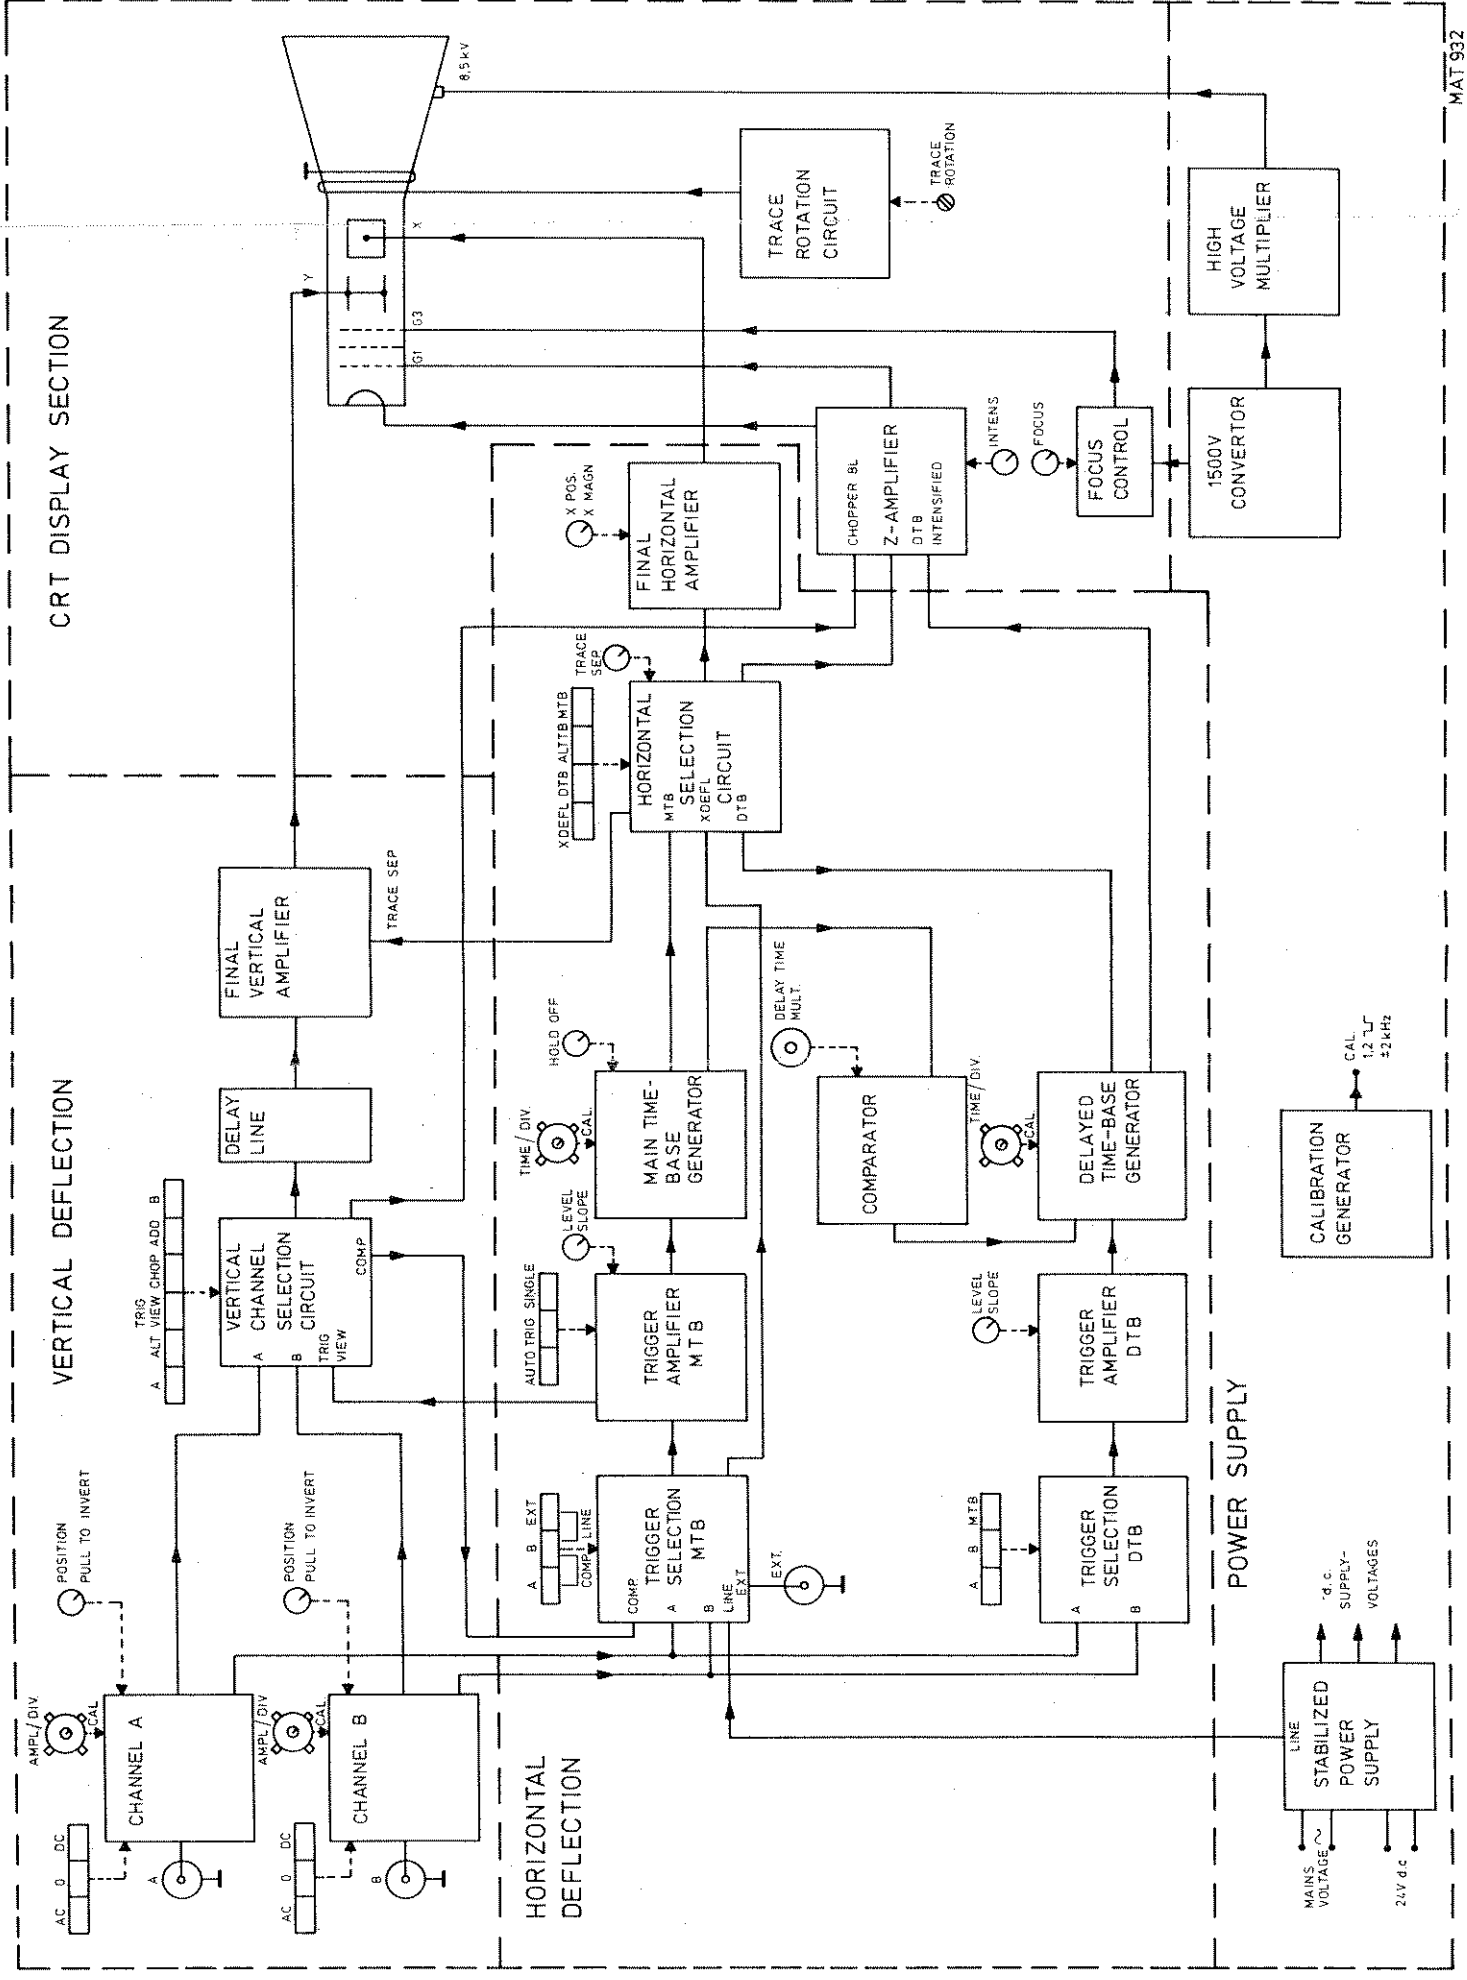 VERTICAL DEFLECTION
CRT DISPLAY SECTION
AC 0 DC
AMPL/DIV.
CAL.
POSITION
PULL TO INVERT
CHANNEL A
A
AC 0 DC
AMPL/DIV
CAL.
POSITION
PULL TO INVERT
CHANNEL B
B
TRIG
A ALT VIEW CHOP ADD B
VERTICAL
CHANNEL
SELECTION
CIRCUIT
A
B
TRIG
VIEW
COMP
DELAY
LINE
FINAL
VERTICAL
AMPLIFIER
TRACE SEP
Y
X
G1
G3
8,5kV
HORIZONTAL
DEFLECTION
A B EXT
COMP LINE
COMP.
TRIGGER
SELECTION
MTB
A
B
LINE
EXT
EXT.
AUTO TRIG SINGLE
LEVEL
SLOPE
TRIGGER
AMPLIFIER
MTB
TIME/DIV.
CAL.
HOLD OFF
MAIN TIME-
BASE
GENERATOR
XDEFL DTB ALTTB MTB
TRACE
SEP
HORIZONTAL
SELECTION
CIRCUIT
MTB
XDEFL
DTB
X POS.
X MAGN
FINAL
HORIZONTAL
AMPLIFIER
TRACE
ROTATION
CIRCUIT
TRACE
ROTATION
DELAY TIME
MULT.
COMPARATOR
CHOPPER BL
Z-AMPLIFIER
DTB
INTENSIFIED
INTENS
FOCUS
FOCUS
CONTROL
A B MTB
TRIGGER
SELECTION
DTB
A
B
LEVEL
SLOPE
TRIGGER
AMPLIFIER
DTB
TIME/DIV.
CAL.
DELAYED
TIME-BASE
GENERATOR
POWER SUPPLY
MAINS
VOLTAGE ~
24V d.c
LINE
STABILIZED
POWER
SUPPLY
d.c.
SUPPLY-
VOLTAGES
CALIBRATION
GENERATOR
CAL.
1,2
±2kHz
1500V
CONVERTOR
HIGH
VOLTAGE
MULTIPLIER
MAT 932